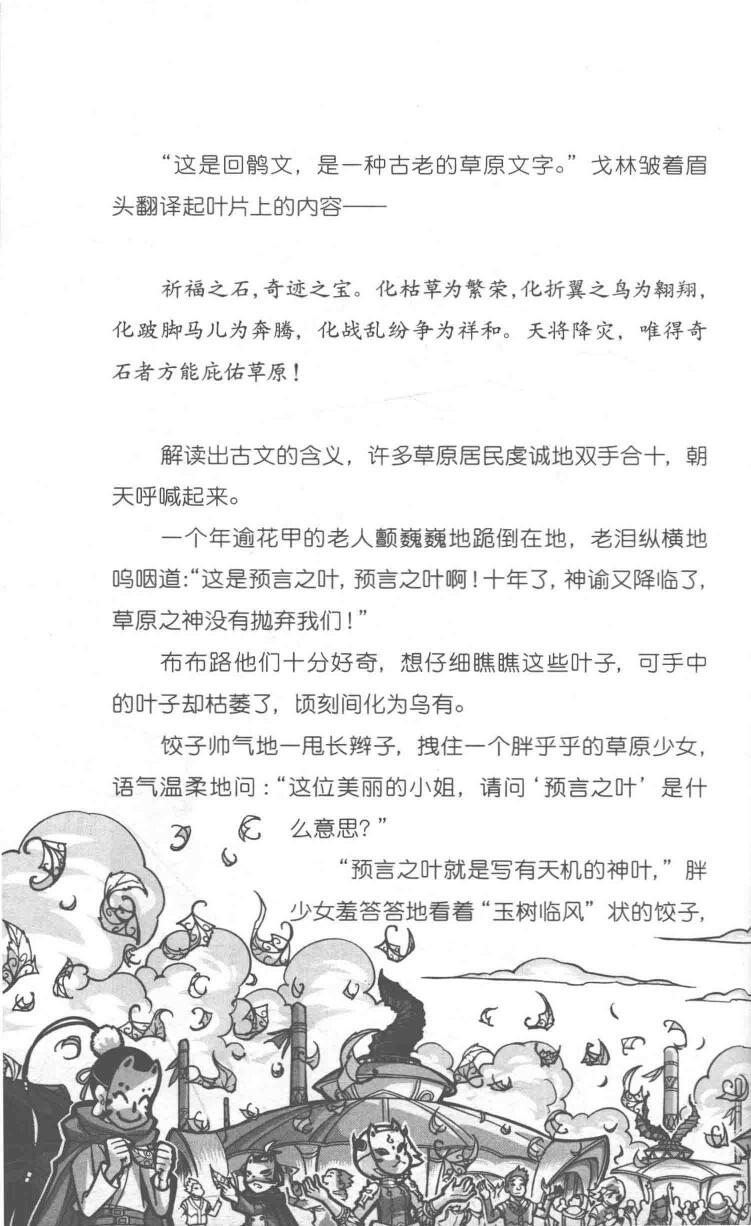 “这是回鹘文，是一种古老的草原文字。”戈林皱着眉
头翻译起叶片上的内容——
祈福之石,奇迹之宝。化枯草为繁荣,化折翼之鸟为翱翔,
化跛脚马儿为奔腾，化战乱纷争为祥和。天将降灾，唯得奇
石者方能庇佑草原！
解读出古文的含义，许多草原居民虔诚地双手合十，朝
天呼喊起来。
一个年逾花甲的老人颤巍巍地跪倒在地，老泪纵横地
呜咽道:“这是预言之叶,预言之叶啊！十年了,神谕又降临了,
草原之神没有抛弃我们！”
布布路他们十分好奇，想仔细瞧瞧这些叶子，可手中
的叶子却枯萎了，顷刻间化为乌有。
饺子帅气地一甩长辫子，拽住一个胖乎乎的草原少女,
语气温柔地问：“这位美丽的小姐，请问‘预言之叶’是什
么意思？”
“预言之叶就是写有天机的神叶,”胖
少女羞答答地看着“玉树临风”状的饺子,